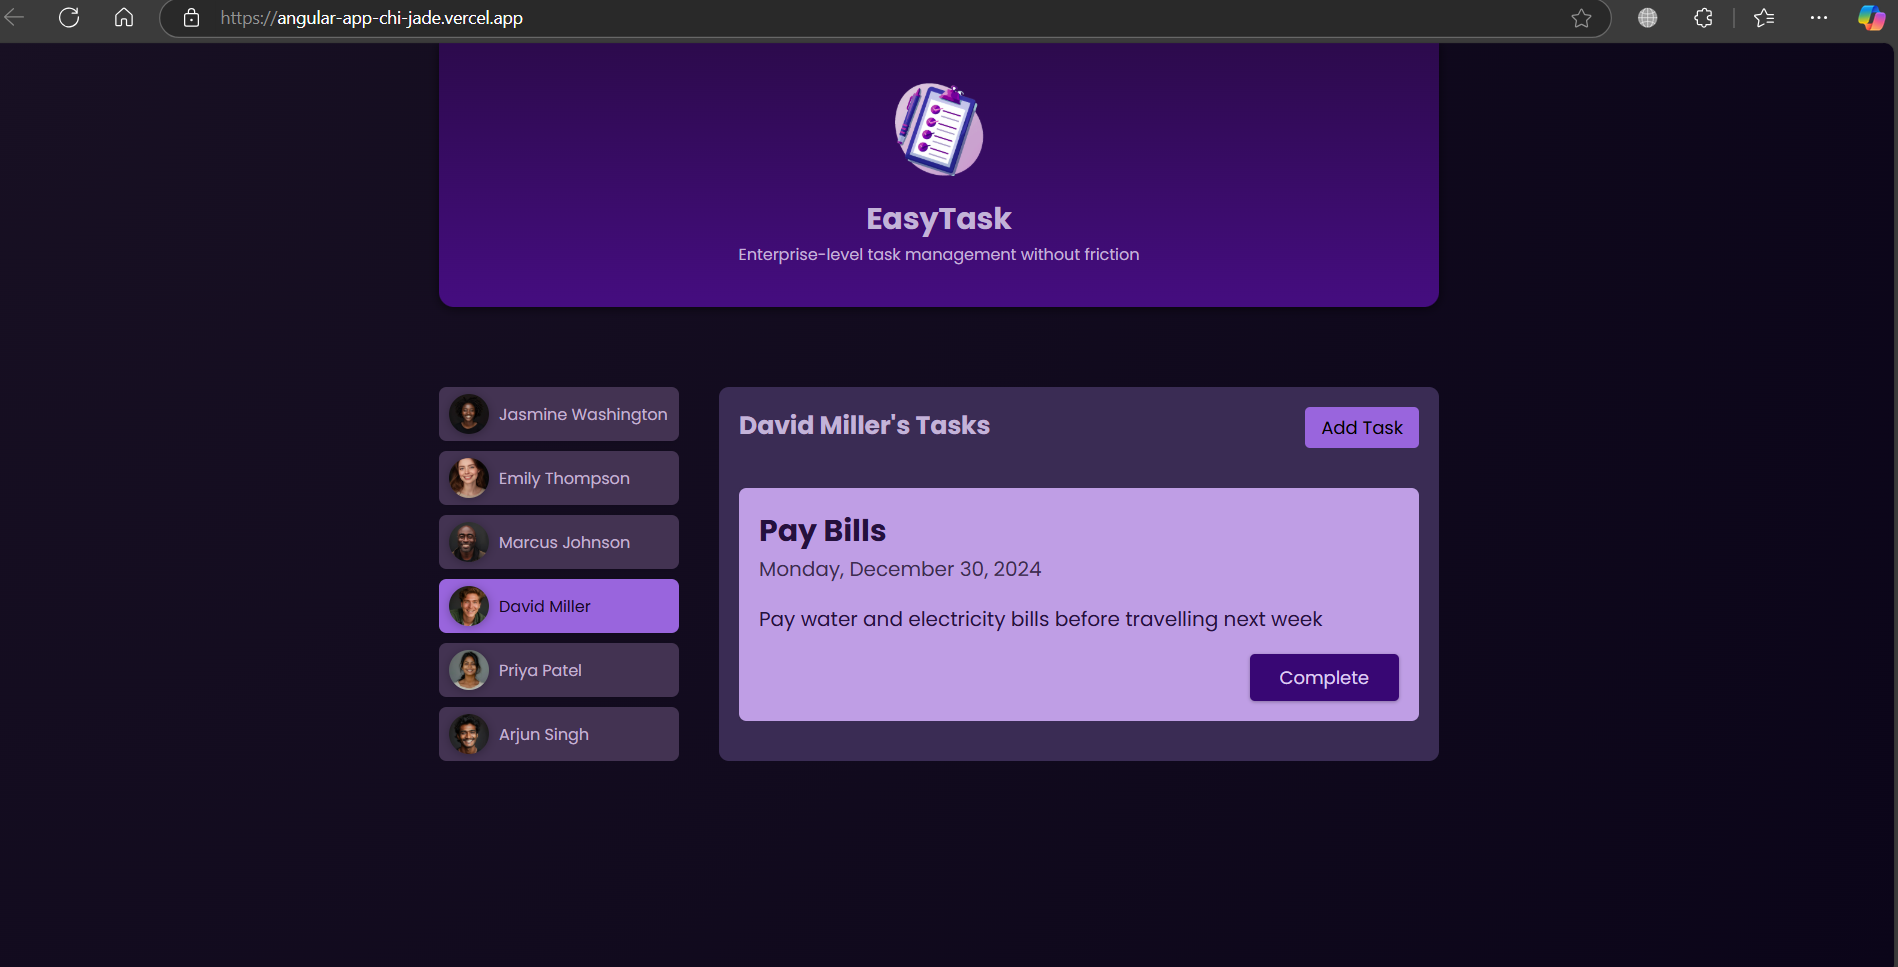 https://angular-app-chi-jade.vercel.app
EasyTask
Enterprise-level task management without friction
Jasmine Washington
Emily Thompson
Marcus Johnson
David Miller
Priya Patel
Arjun Singh
David Miller's Tasks
Add Task
Pay Bills
Monday, December 30, 2024
Pay water and electricity bills before travelling next week
Complete